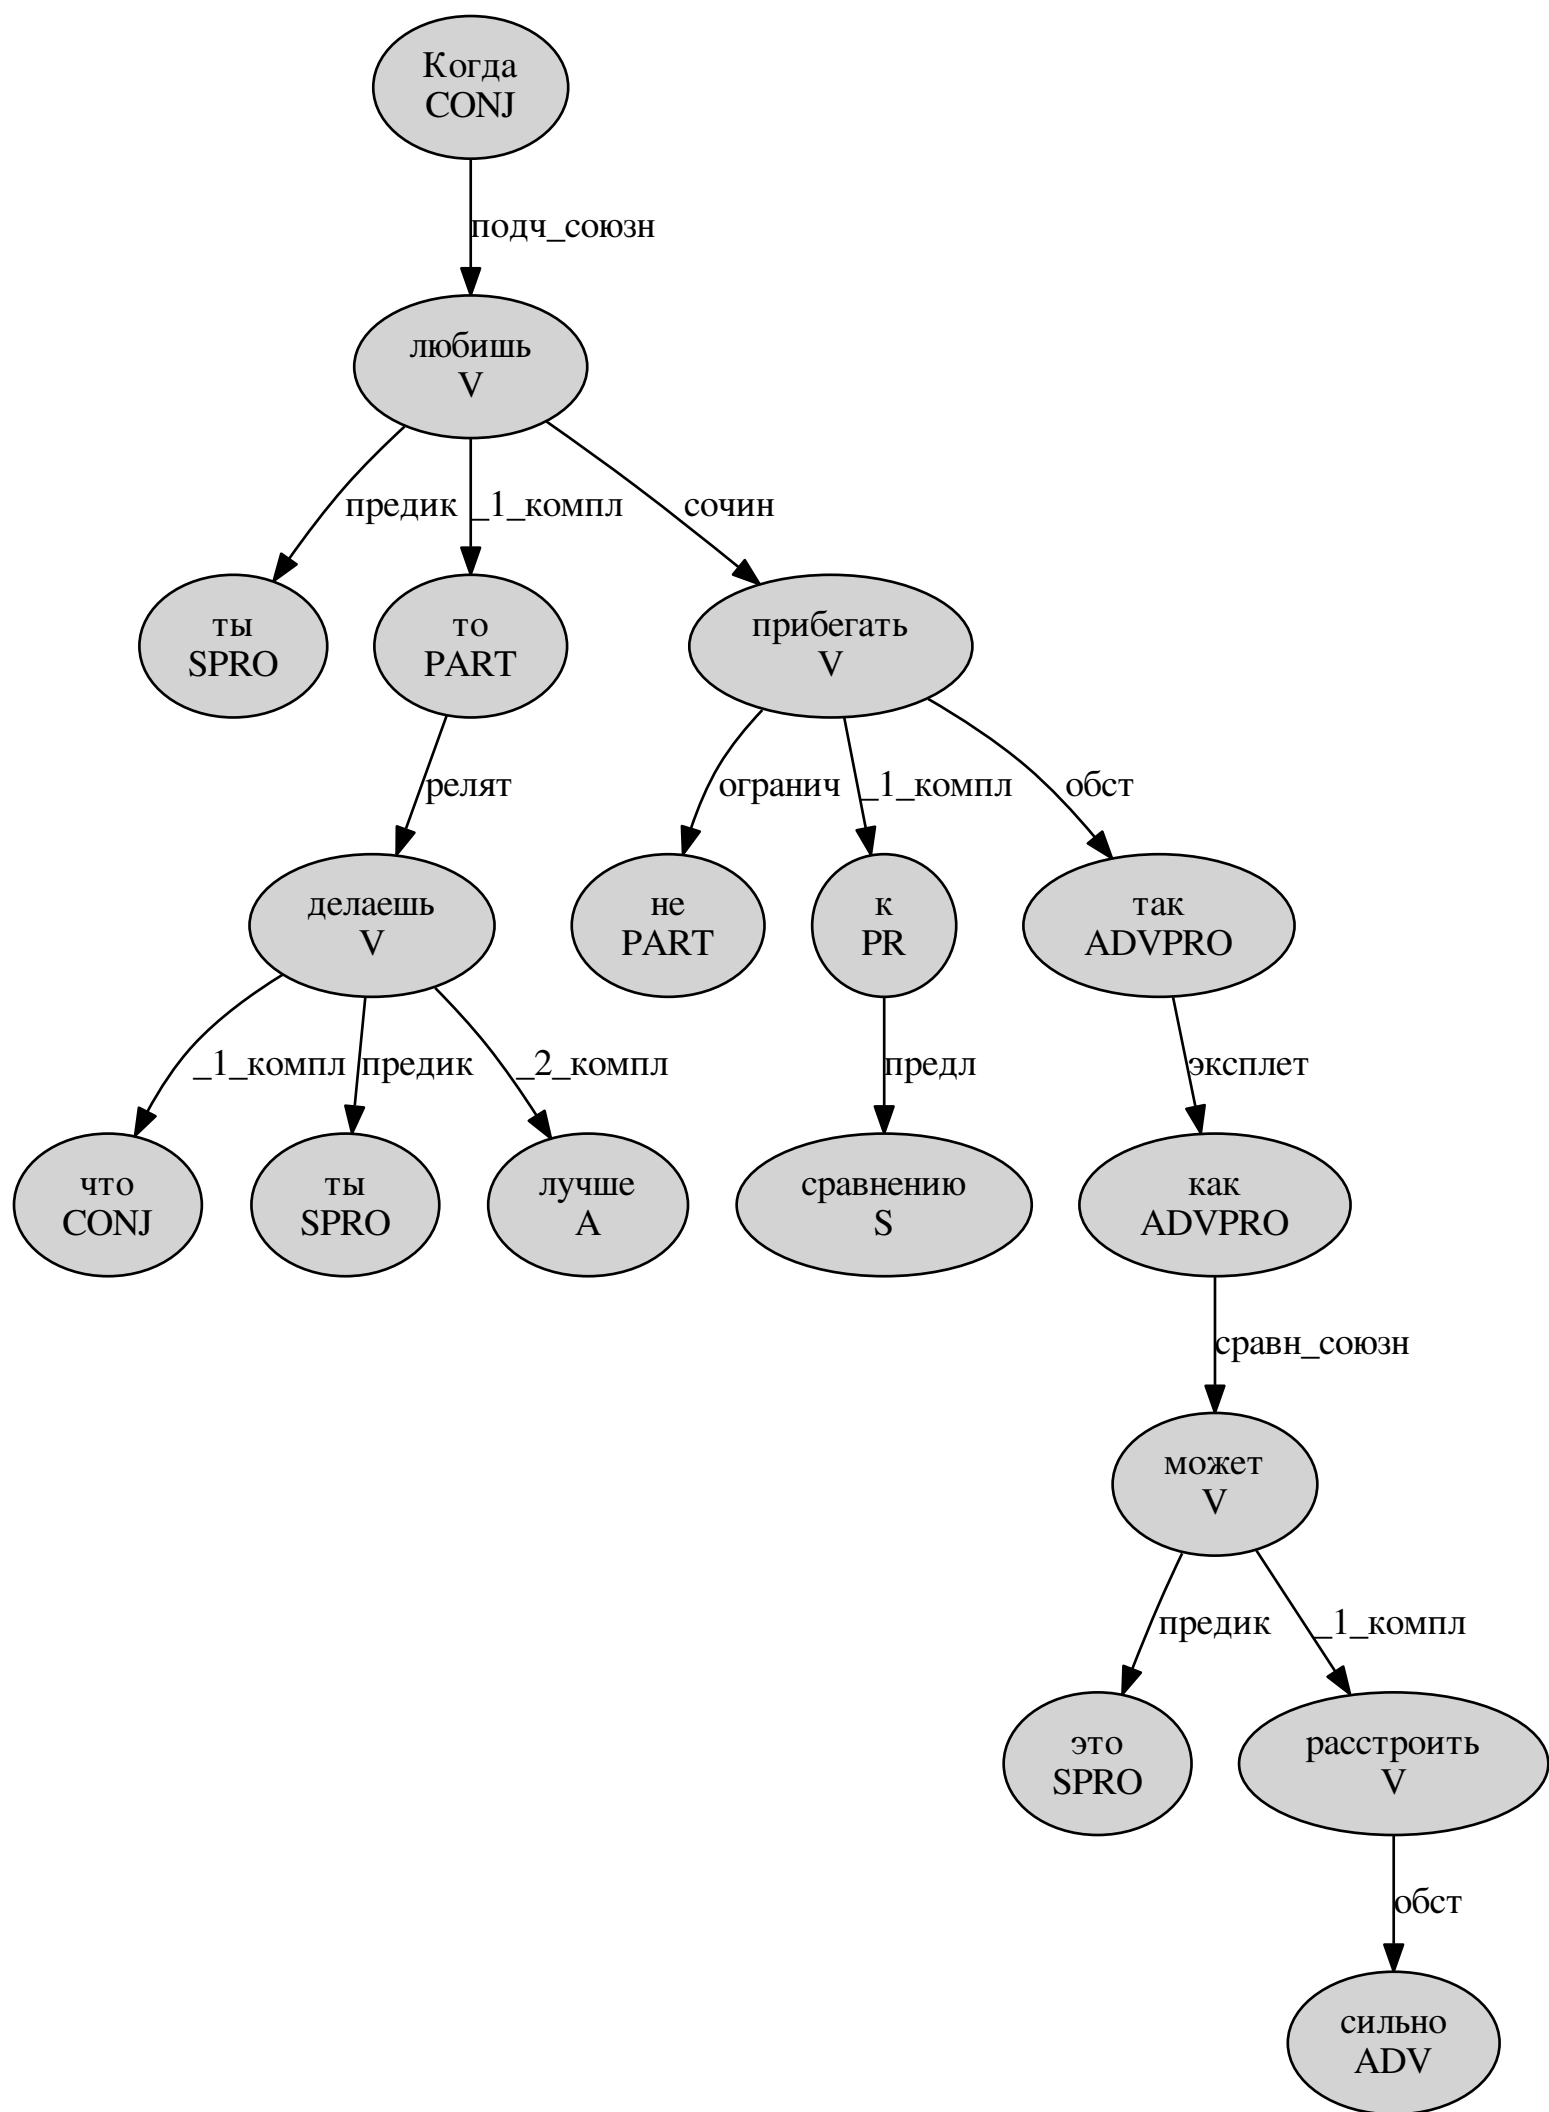 Когда
CONJ
подч_союзн
любишь
V
предик
_1_компл
сочин
ты
SPRO
то
PART
прибегать
V
релят
огранич
_1_компл
обст
делаешь
V
не
PART
к
PR
так
ADVPRO
_1_компл
предик
_2_компл
предл
эксплет
что
CONJ
ты
SPRO
лучше
A
сравнению
S
как
ADVPRO
сравн_союзн
может
V
предик
_1_компл
это
SPRO
расстроить
V
обст
сильно
ADV